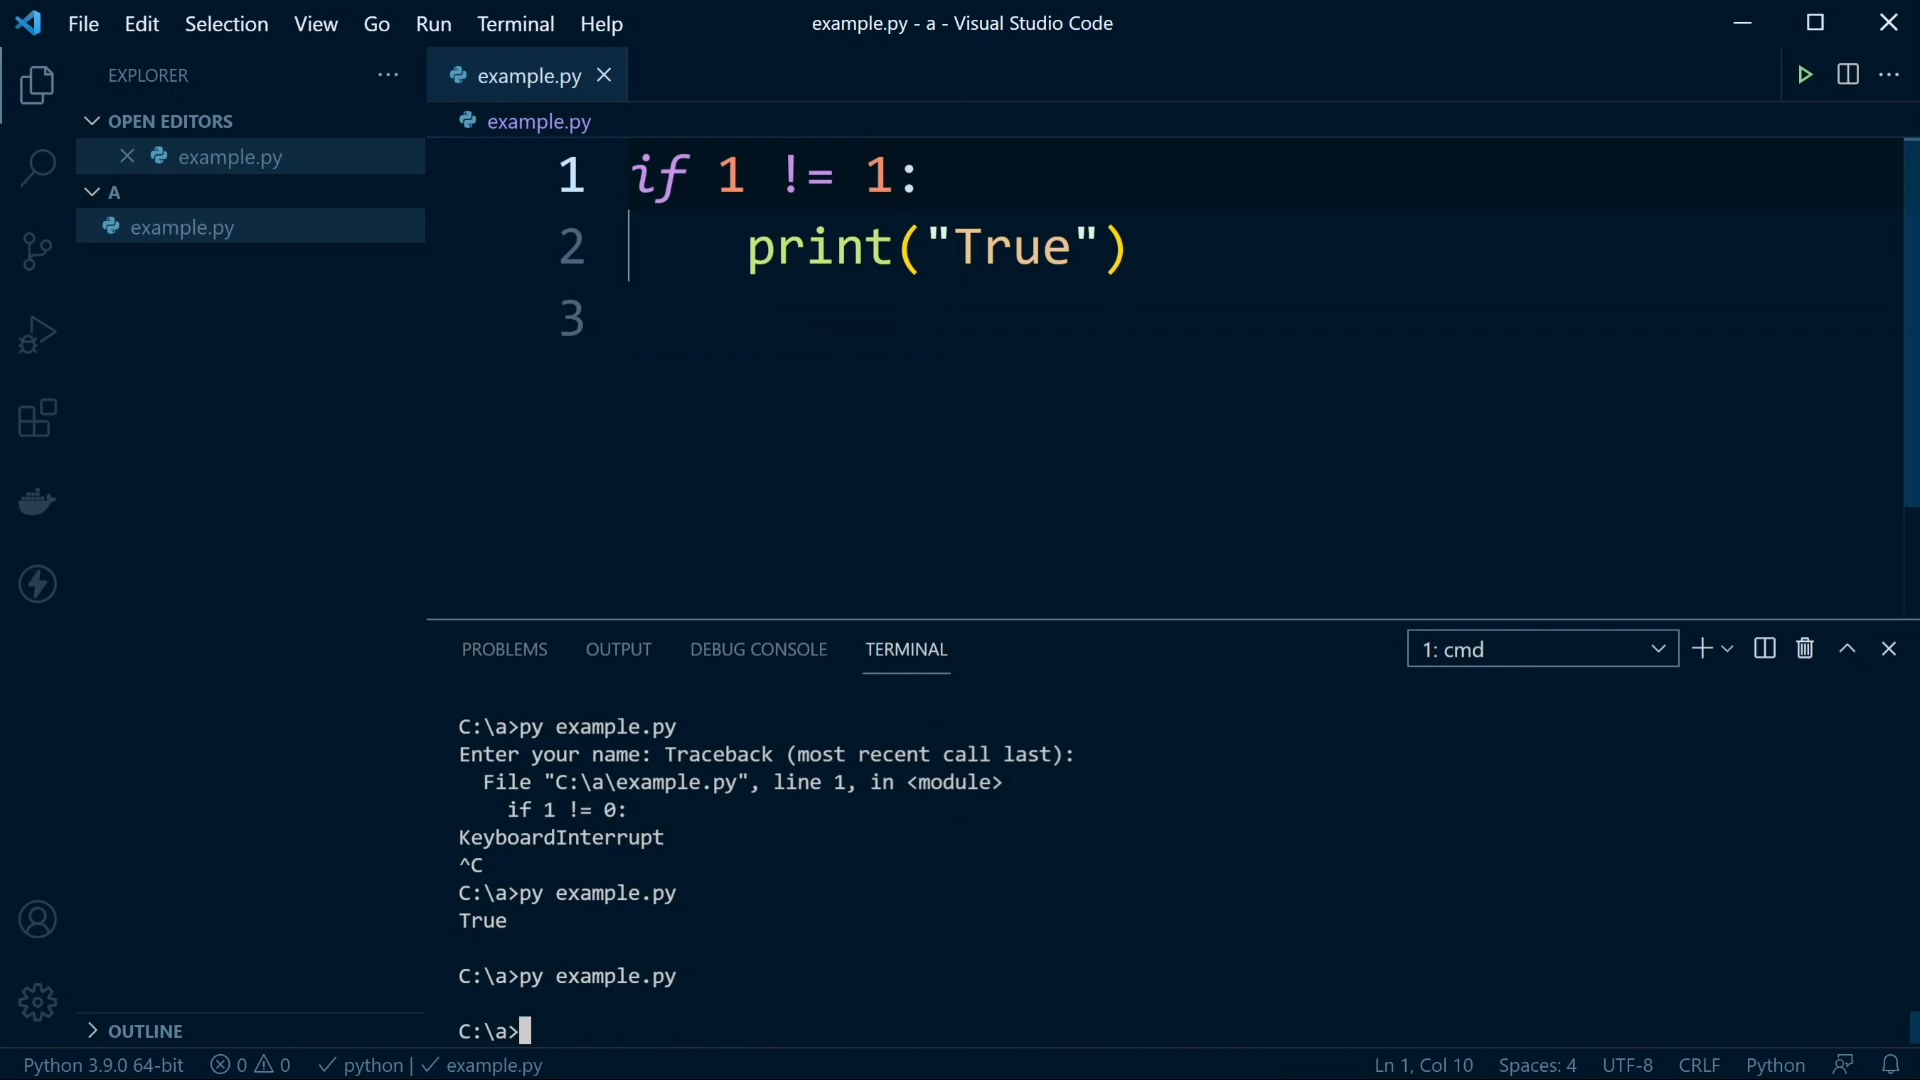 File Edit Selection View Go Run Terminal Help
example.py - a - Visual Studio Code
EXPLORER
OPEN EDITORS
example.py
A
example.py
OUTLINE
example.py
example.py
1 if 1 != 1:
2 print("True")
3
PROBLEMS OUTPUT DEBUG CONSOLE TERMINAL
1: cmd
C:\a>py example.py
Enter your name: Traceback (most recent call last):
File "C:\a\example.py", line 1, in <module>
if 1 != 0:
KeyboardInterrupt
^C
C:\a>py example.py
True
C:\a>py example.py
C:\a>
Python 3.9.0 64-bit 0 0 python | example.py Ln 1, Col 10 Spaces: 4 UTF-8 CRLF Python